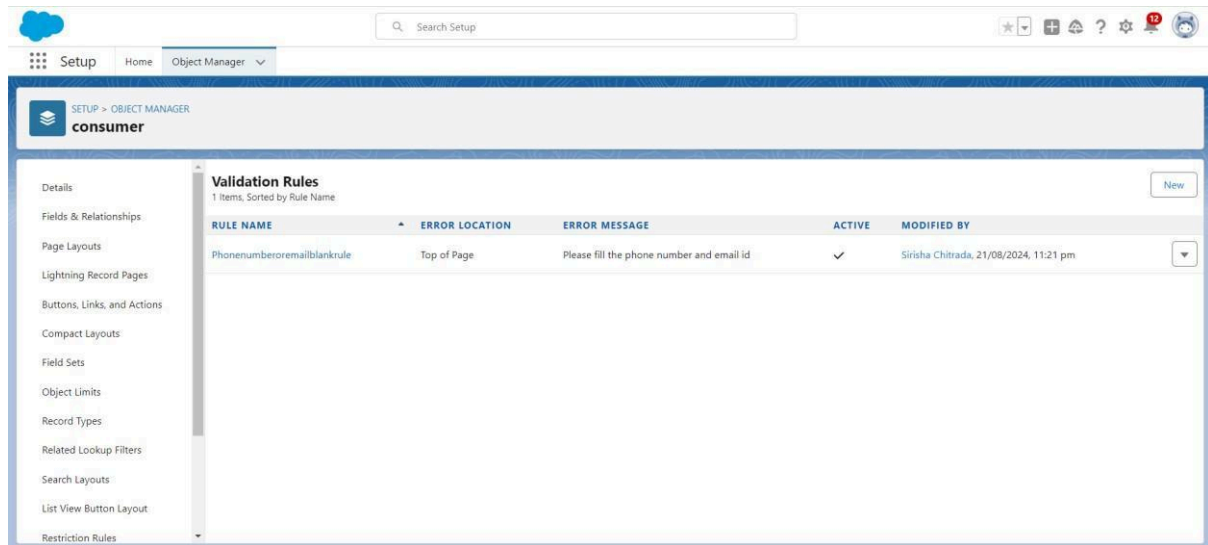 Search Setup
12
Setup Home Object Manager
SETUP > OBJECT MANAGER
consumer
Details
Fields & Relationships
Page Layouts
Lightning Record Pages
Buttons, Links, and Actions
Compact Layouts
Field Sets
Object Limits
Record Types
Related Lookup Filters
Search Layouts
List View Button Layout
Restriction Rules
Validation Rules
1 Items, Sorted by Rule Name
New
RULE NAME ERROR LOCATION ERROR MESSAGE ACTIVE MODIFIED BY
Phonenumberoremailblankrule Top of Page Please fill the phone number and email id Sirisha Chitrada, 21/08/2024, 11:21 pm